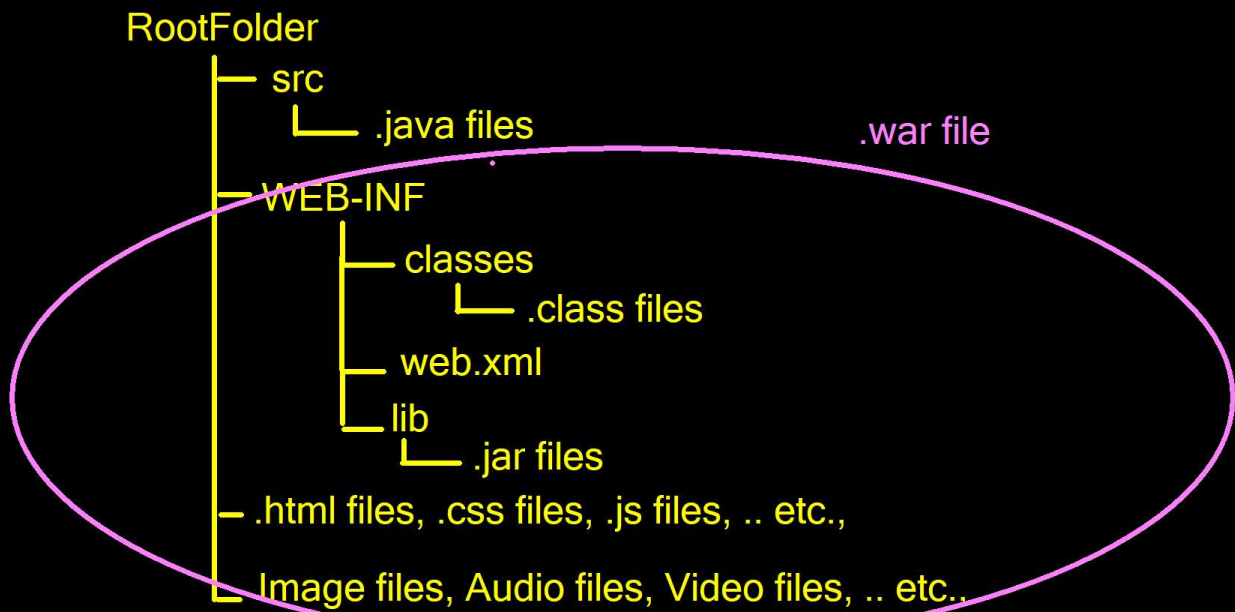 RootFolder
src
.java files
.war file
WEB-INF
classes
.class files
web.xml
lib
.jar files
.html files, .css files, .js files, .. etc.,
Image files, Audio files, Video files, .. etc.,